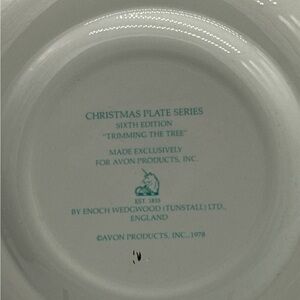 CHRISTMAS PLATE SERIES
SIXTH EDITION
"TRIMMING THE TREE"
MADE EXCLUSIVELY
FOR AVON PRODUCTS, INC.
EST. 1835
BY ENOCH WEDGWOOD (TUNSTALL) LTD.,
ENGLAND
©AVON PRODUCTS, INC., 1978